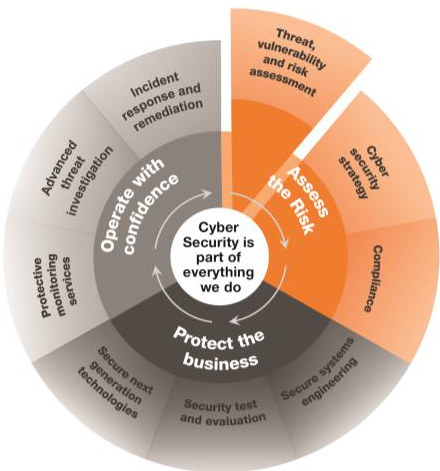 Threat,
vulnerability
and risk
assessment
Cyber
security
strategy
Compliance
Assess
the Risk
Secure systems
engineering
Security test
and evaluation
Secure next
generation
technologies
Protect the
business
Protective
monitoring
services
Advanced
threat
investigation
Incident
response and
remediation
Operate with
confidence
Cyber
Security is
part of
everything
we do